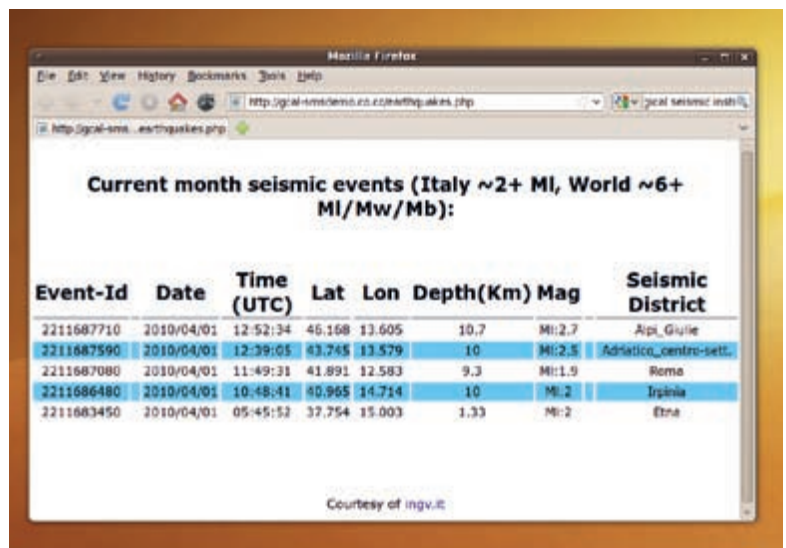 Mozilla Firefox
File Edit View History Bookmarks Tools Help
http://gcal-smsdemo.co.cc/earthquakes.php gical seismic insti
http://gcal-sms...earthquakes.php
Current month seismic events (Italy ~2+ Ml, World ~6+
Ml/Mw/Mb):
Event-Id Date Time (UTC) Lat Lon Depth(Km) Mag Seismic District
2211687710 2010/04/01 12:52:34 46.168 13.605 10.7 Ml:2.7 Alpi_Giulie
2211687590 2010/04/01 12:39:05 43.745 13.579 10 Ml:2.5 Adriatico_centro-sett.
2211687080 2010/04/01 11:49:31 41.891 12.583 9.3 Ml:1.9 Roma
2211686480 2010/04/01 10:48:41 40.965 14.714 10 Ml:2 Irpinia
2211683450 2010/04/01 05:45:52 37.754 15.003 1.33 Ml:2 Etna
Courtesy of ingv.it